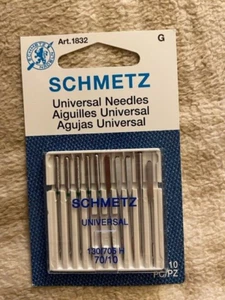 Art.1832
G
SCHMETZ
Universal Needles
Aiguilles Universal
Agujas Universal
SCHMETZ
UNIVERSAL
130/705 H
70/10
10
PC/PZ